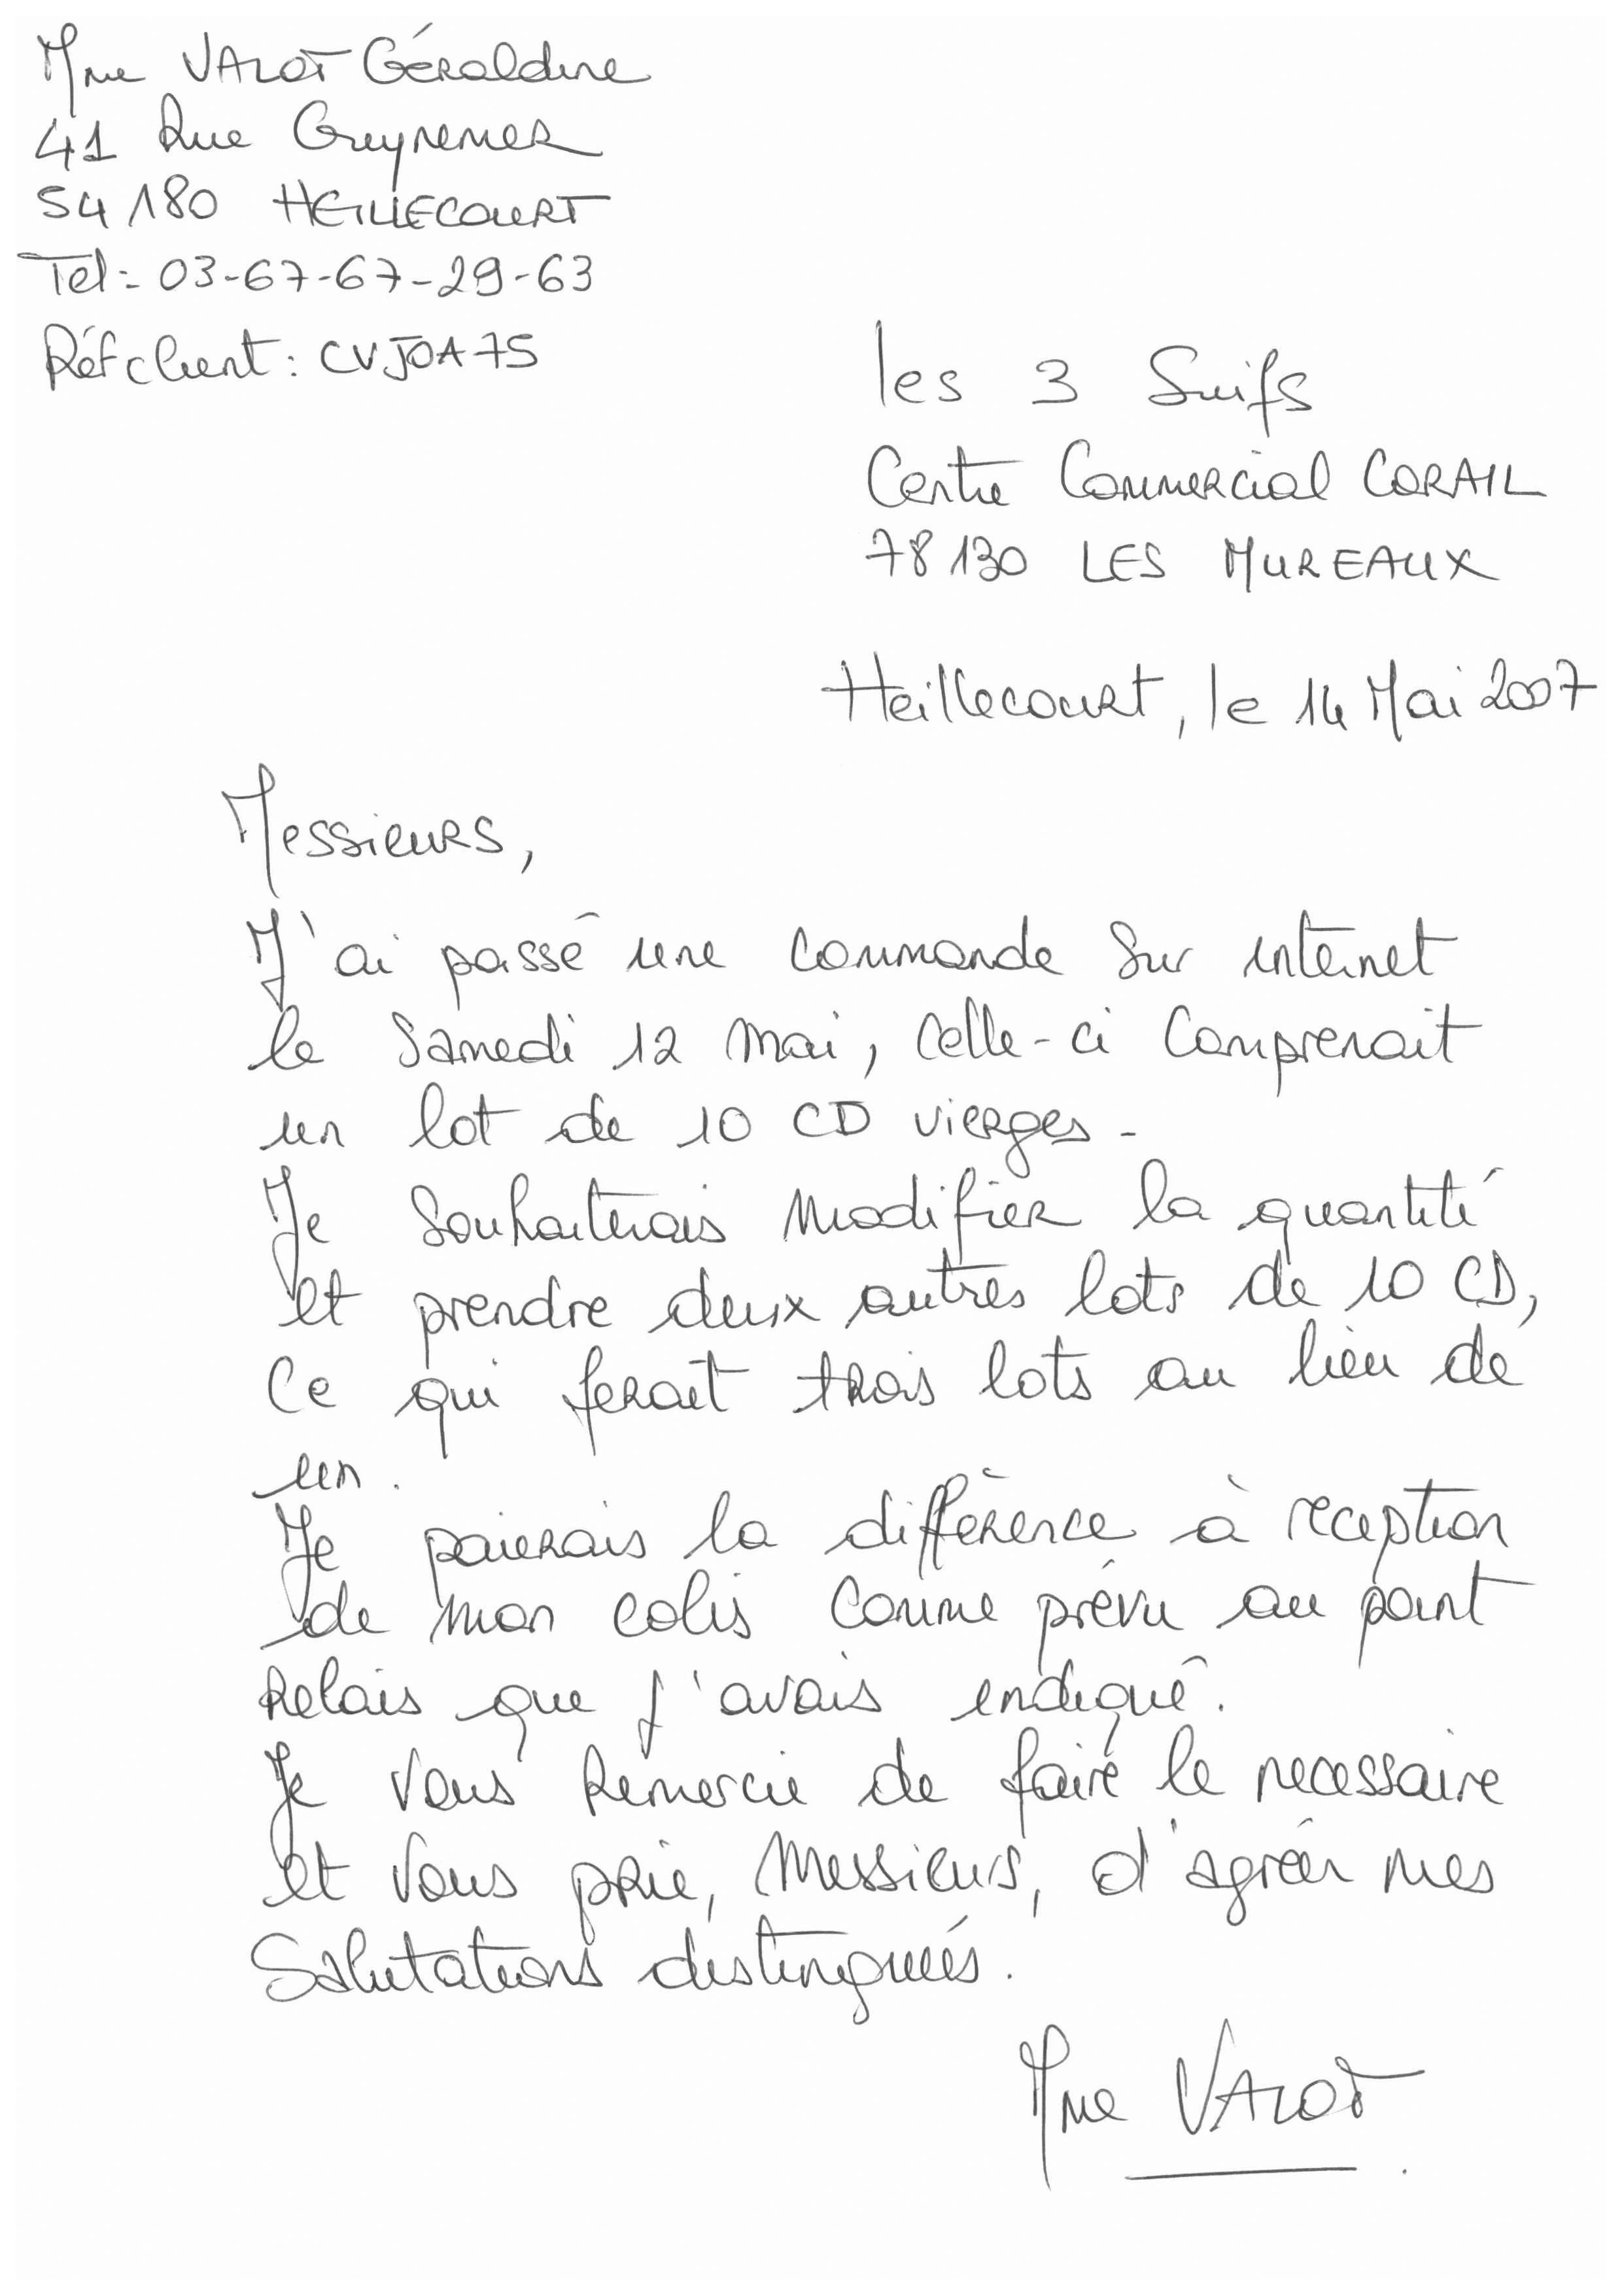 Mme VALOT Géraldine
41 Rue Guynemer
54180 HEILLECOURT
Tel: 03-67-67-29-63
Réf client: CVJOA75
les 3 Suifs
Centre Commercial CORAIL
78130 LES MUREAUX
Heillecourt, le 14 Mai 2007
Messieurs,
J'ai passé une commande sur internet
le Samedi 12 mai, celle-ci comprenait
un lot de 10 CD vierges.
Je souhaiterais modifier la quantité
et prendre deux autres lots de 10 CD,
ce qui ferait trois lots au lieu de
un.
Je paierais la différence à reception
de mon colis comme prévu au point
relais que j'avais indiqué.
Je vous remercie de faire le necessaire
et vous prie, Messieurs, d'agréer mes
salutations distinguées.
Mme VALOT